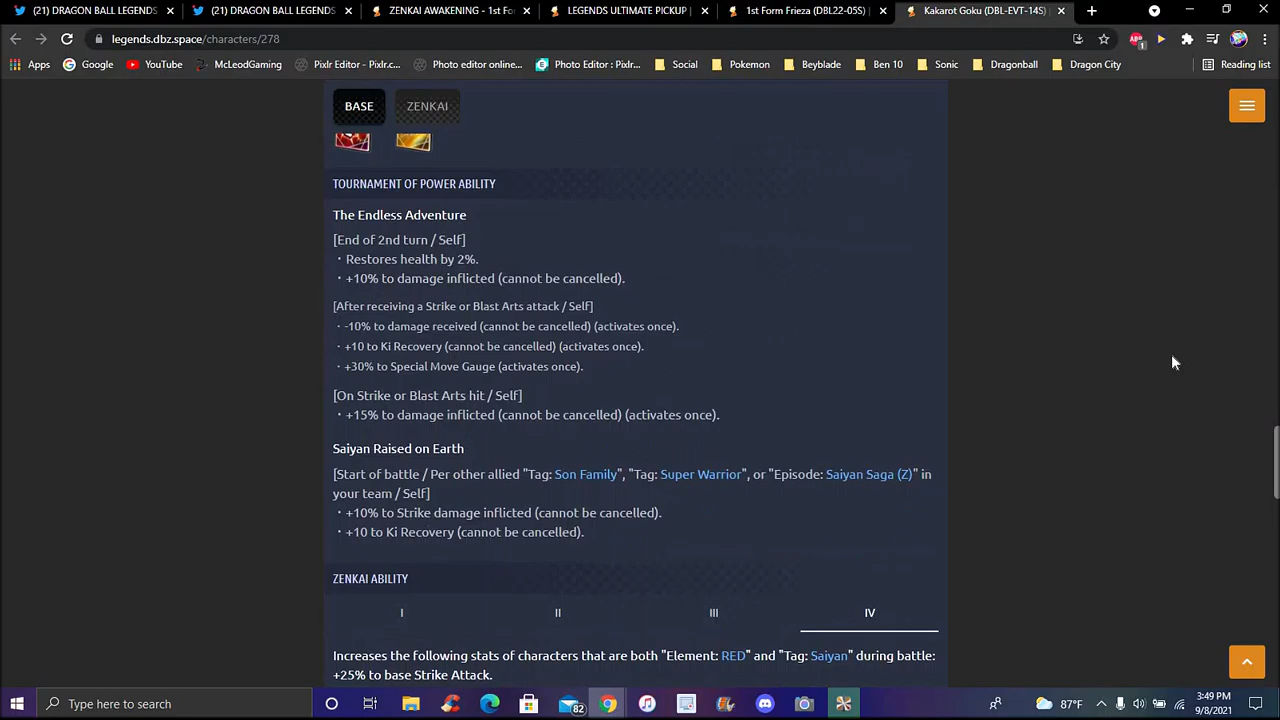 (21) DRAGON BALL LEGENDS
(21) DRAGON BALL LEGENDS
ZENKAI AWAKENING - 1st Fo
LEGENDS ULTIMATE PICKUP |
1st Form Frieza (DBL22-05S) |
Kakarot Goku (DBL-EVT-14S) |
legends.dbz.space/characters/278
1
Apps
Google
YouTube
McLeodGaming
Pixlr Editor - Pixlr.c...
Photo editor online...
Photo Editor : Pixlr...
Social
Pokemon
Beyblade
Ben 10
Sonic
Dragonball
Dragon City
Reading list
BASE
ZENKAI
TOURNAMENT OF POWER ABILITY
The Endless Adventure
[End of 2nd turn / Self]
・Restores health by 2%.
・+10% to damage inflicted (cannot be cancelled).
[After receiving a Strike or Blast Arts attack / Self]
・-10% to damage received (cannot be cancelled) (activates once).
・+10 to Ki Recovery (cannot be cancelled) (activates once).
・+30% to Special Move Gauge (activates once).
[On Strike or Blast Arts hit / Self]
・+15% to damage inflicted (cannot be cancelled) (activates once).
Saiyan Raised on Earth
[Start of battle / Per other allied "Tag: Son Family", "Tag: Super Warrior", or "Episode: Saiyan Saga (Z)" in
your team / Self]
・+10% to Strike damage inflicted (cannot be cancelled).
・+10 to Ki Recovery (cannot be cancelled).
ZENKAI ABILITY
I
II
III
IV
Increases the following stats of characters that are both "Element: RED" and "Tag: Saiyan" during battle:
+25% to base Strike Attack.
Type here to search
82
87°F
3:49 PM
9/8/2021